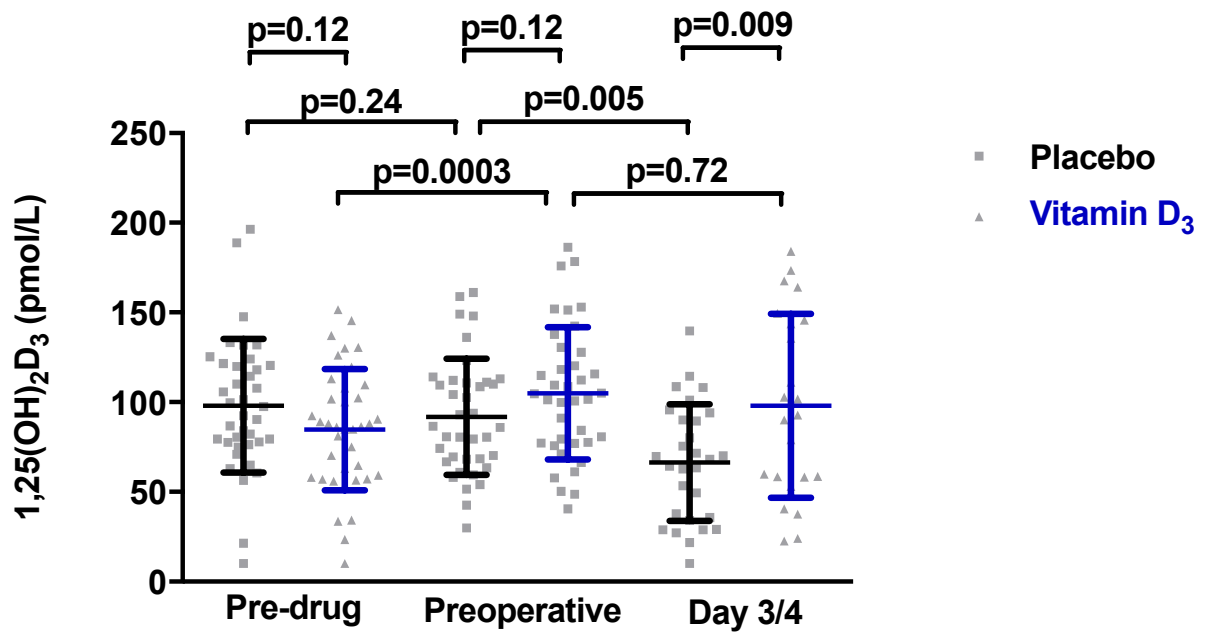 p=0.12 p=0.12 p=0.009
p=0.24 p=0.005
p=0.0003 p=0.72
250
200
150
100
50
0
1,25(OH)₂D₃ (pmol/L)
Pre-drug Preoperative Day 3/4
Placebo
Vitamin D₃